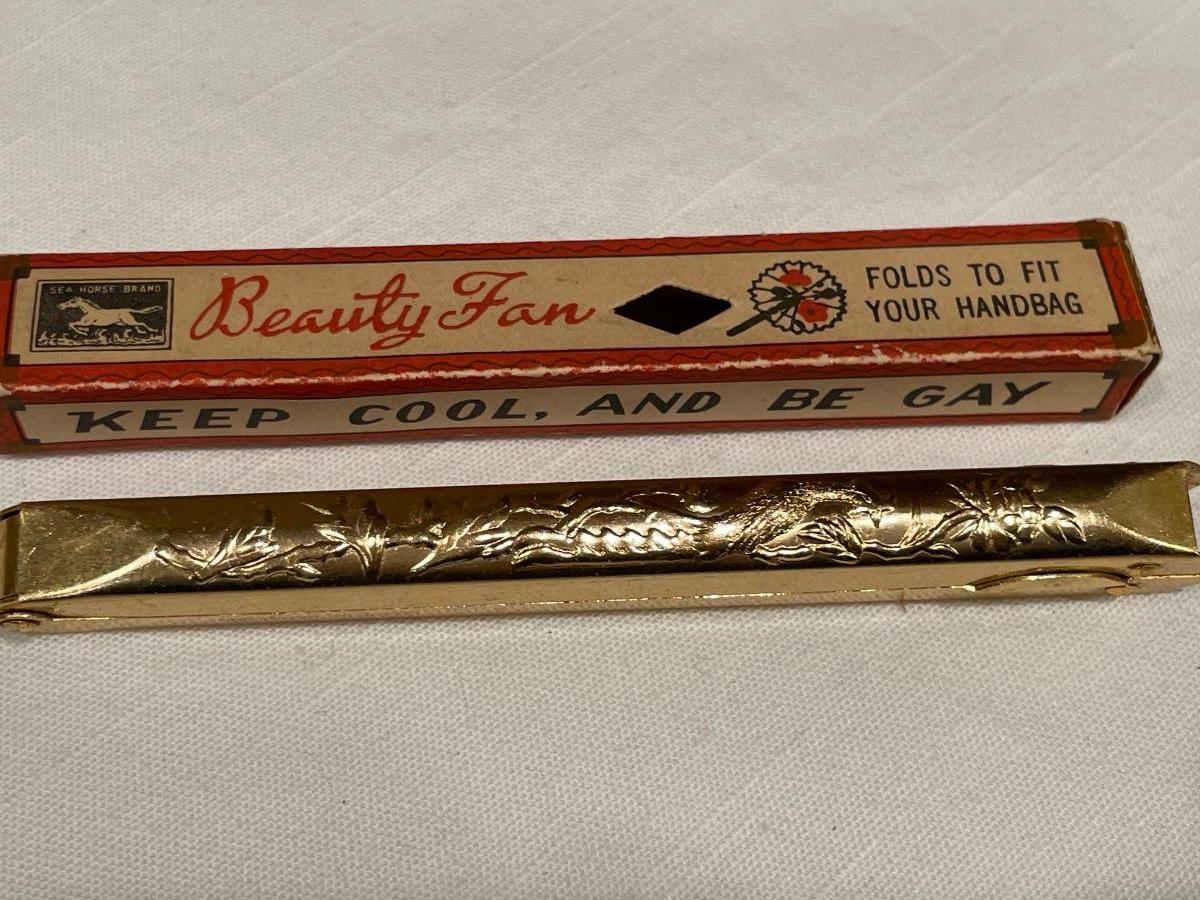 SEA HORSE BRAND
Beauty Fan
FOLDS TO FIT
YOUR HANDBAG
KEEP COOL, AND BE GAY